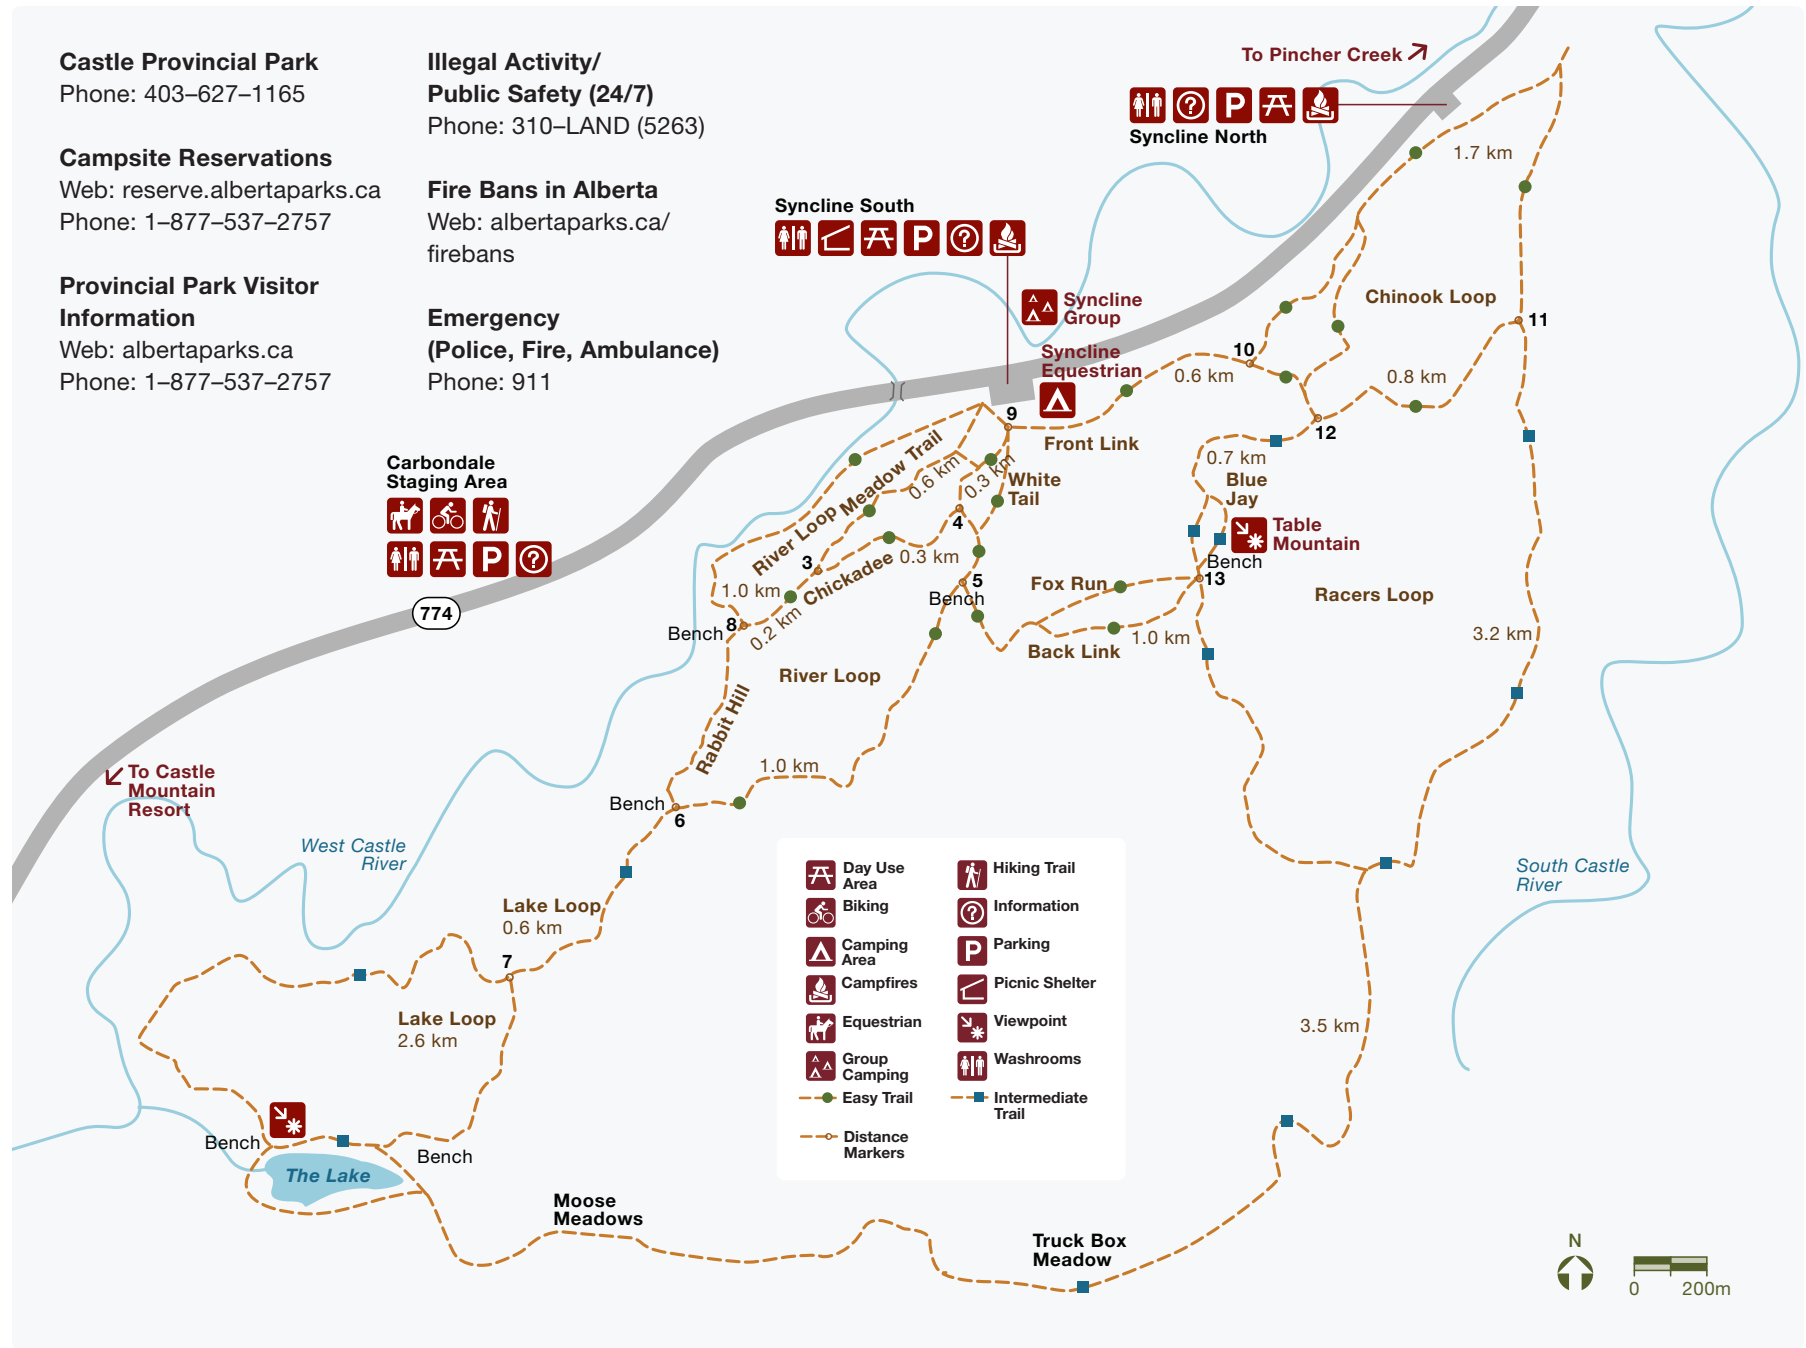 Castle Provincial Park
Phone: 403–627–1165
Campsite Reservations
Web: reserve.albertaparks.ca
Phone: 1–877–537–2757
Provincial Park Visitor
Information
Web: albertaparks.ca
Phone: 1–877–537–2757
Illegal Activity/
Public Safety (24/7)
Phone: 310–LAND (5263)
Fire Bans in Alberta
Web: albertaparks.ca/
firebans
Emergency
(Police, Fire, Ambulance)
Phone: 911
To Pincher Creek
P
Syncline North
Syncline South
P
Syncline
Group
Syncline
Equestrian
1.7 km
Chinook Loop
11
10
0.6 km
0.8 km
12
9
Front Link
0.7 km
Blue
Jay
Table
Mountain
Bench
13
Racers Loop
3.2 km
Carbondale
Staging Area
P
774
River Loop
Meadow Trail
0.6 km
0.3 km
White
Tail
4
3
Chickadee
0.3 km
1.0 km
5
Bench
8
Bench
0.2 km
Fox Run
1.0 km
Back Link
River Loop
Rabbit Hill
1.0 km
Bench
6
To Castle
Mountain
Resort
West Castle
River
South Castle
River
Lake Loop
0.6 km
7
Lake Loop
2.6 km
3.5 km
Bench
Bench
The Lake
Moose
Meadows
Truck Box
Meadow
Day Use
Area
Biking
Camping
Area
Campfires
Equestrian
Group
Camping
Easy Trail
Distance
Markers
Hiking Trail
Information
P
Parking
Picnic Shelter
Viewpoint
Washrooms
Intermediate
Trail
N
0 200m